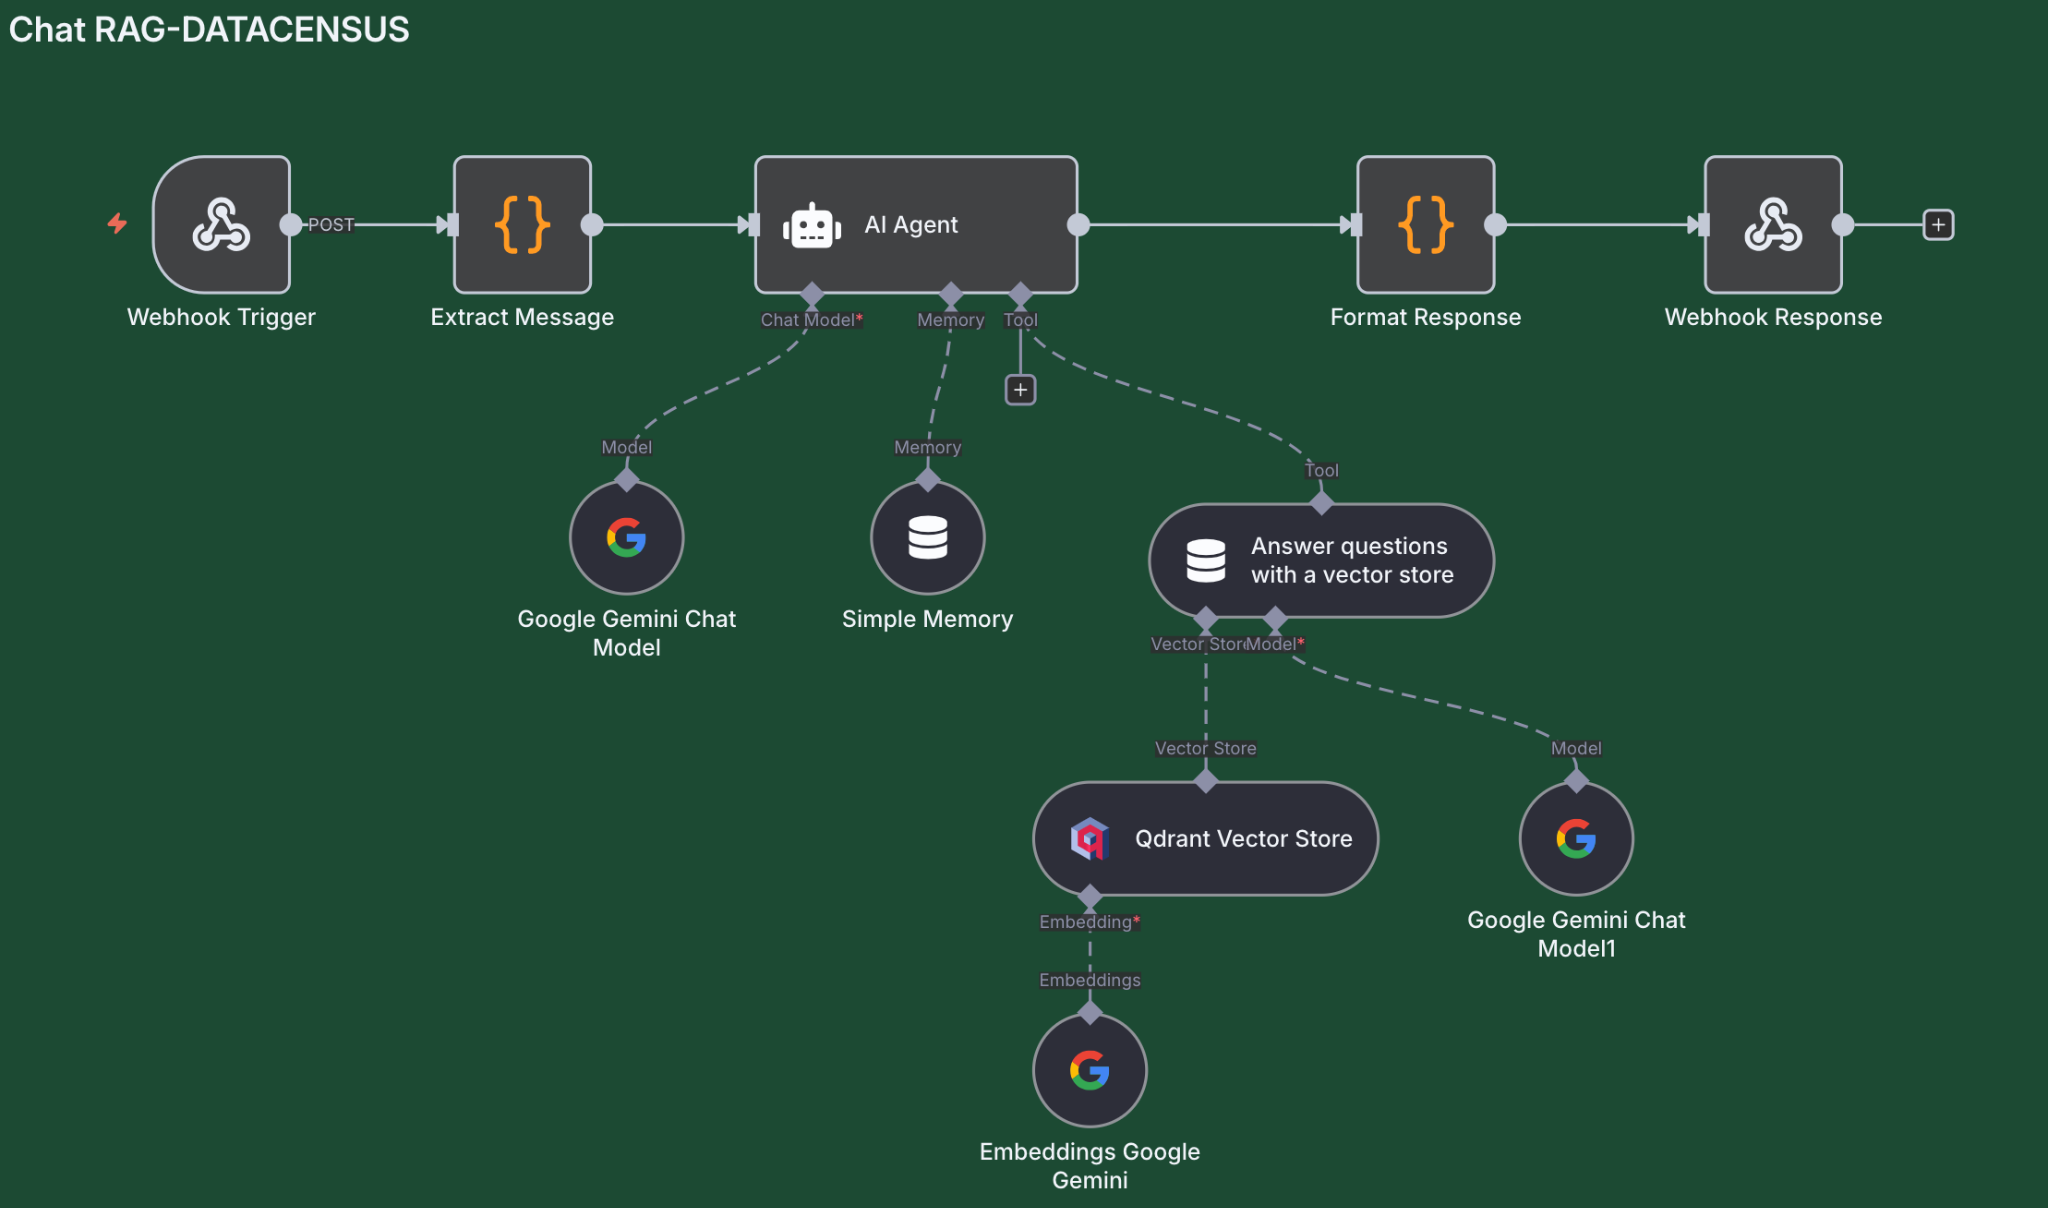 Chat RAG-DATACENSUS
POST
AI Agent
Webhook Trigger
Extract Message
Format Response
Webhook Response
Chat Model*
Memory
Tool
+
+
Model
Memory
Tool
Google Gemini Chat
Model
Simple Memory
Answer questions
with a vector store
Vector Store
Model*
Vector Store
Model
Qdrant Vector Store
Google Gemini Chat
Model1
Embedding*
Embeddings
Embeddings Google
Gemini